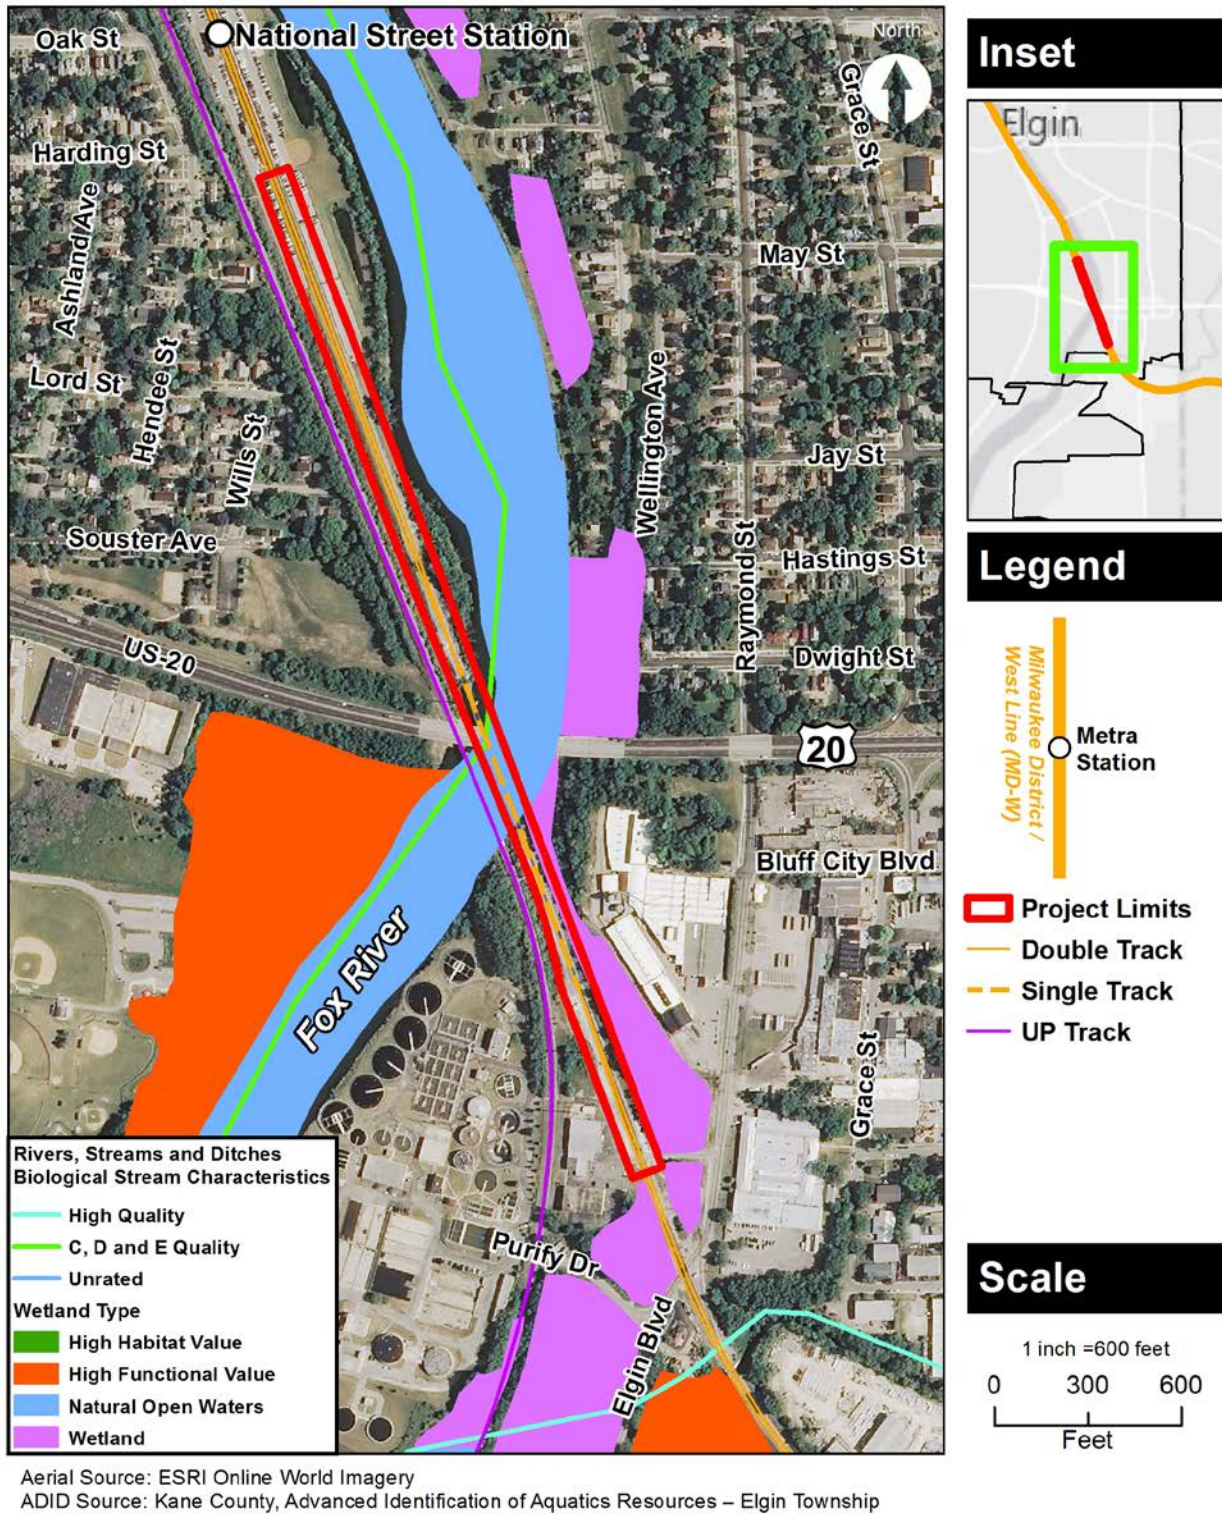 National Street Station
North
Oak St
Harding St
Grace St
Ashland Ave
May St
Lord St
Hendee St
Wills St
Wellington Ave
Jay St
Souster Ave
Raymond St
Hastings St
US-20
Dwight St
20
Bluff City Blvd
Fox River
Grace St
Purify Dr
Elgin Blvd
Rivers, Streams and Ditches
Biological Stream Characteristics
High Quality
C, D and E Quality
Unrated
Wetland Type
High Habitat Value
High Functional Value
Natural Open Waters
Wetland
Inset
Elgin
Legend
Milwaukee District /
West Line (MD-W)
Metra
Station
Project Limits
Double Track
Single Track
UP Track
Scale
1 inch =600 feet
0 300 600
Feet
Aerial Source: ESRI Online World Imagery
ADID Source: Kane County, Advanced Identification of Aquatics Resources – Elgin Township